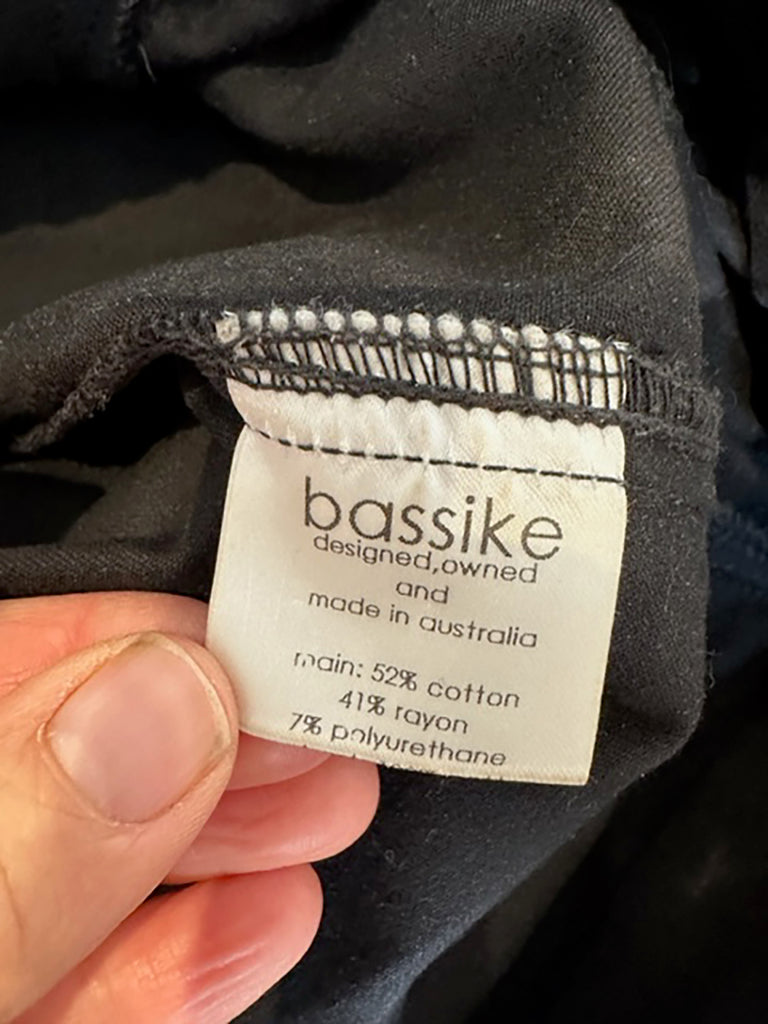 bassike
designed,owned
and
made in australia
main: 52% cotton
41% rayon
7% polyurethane